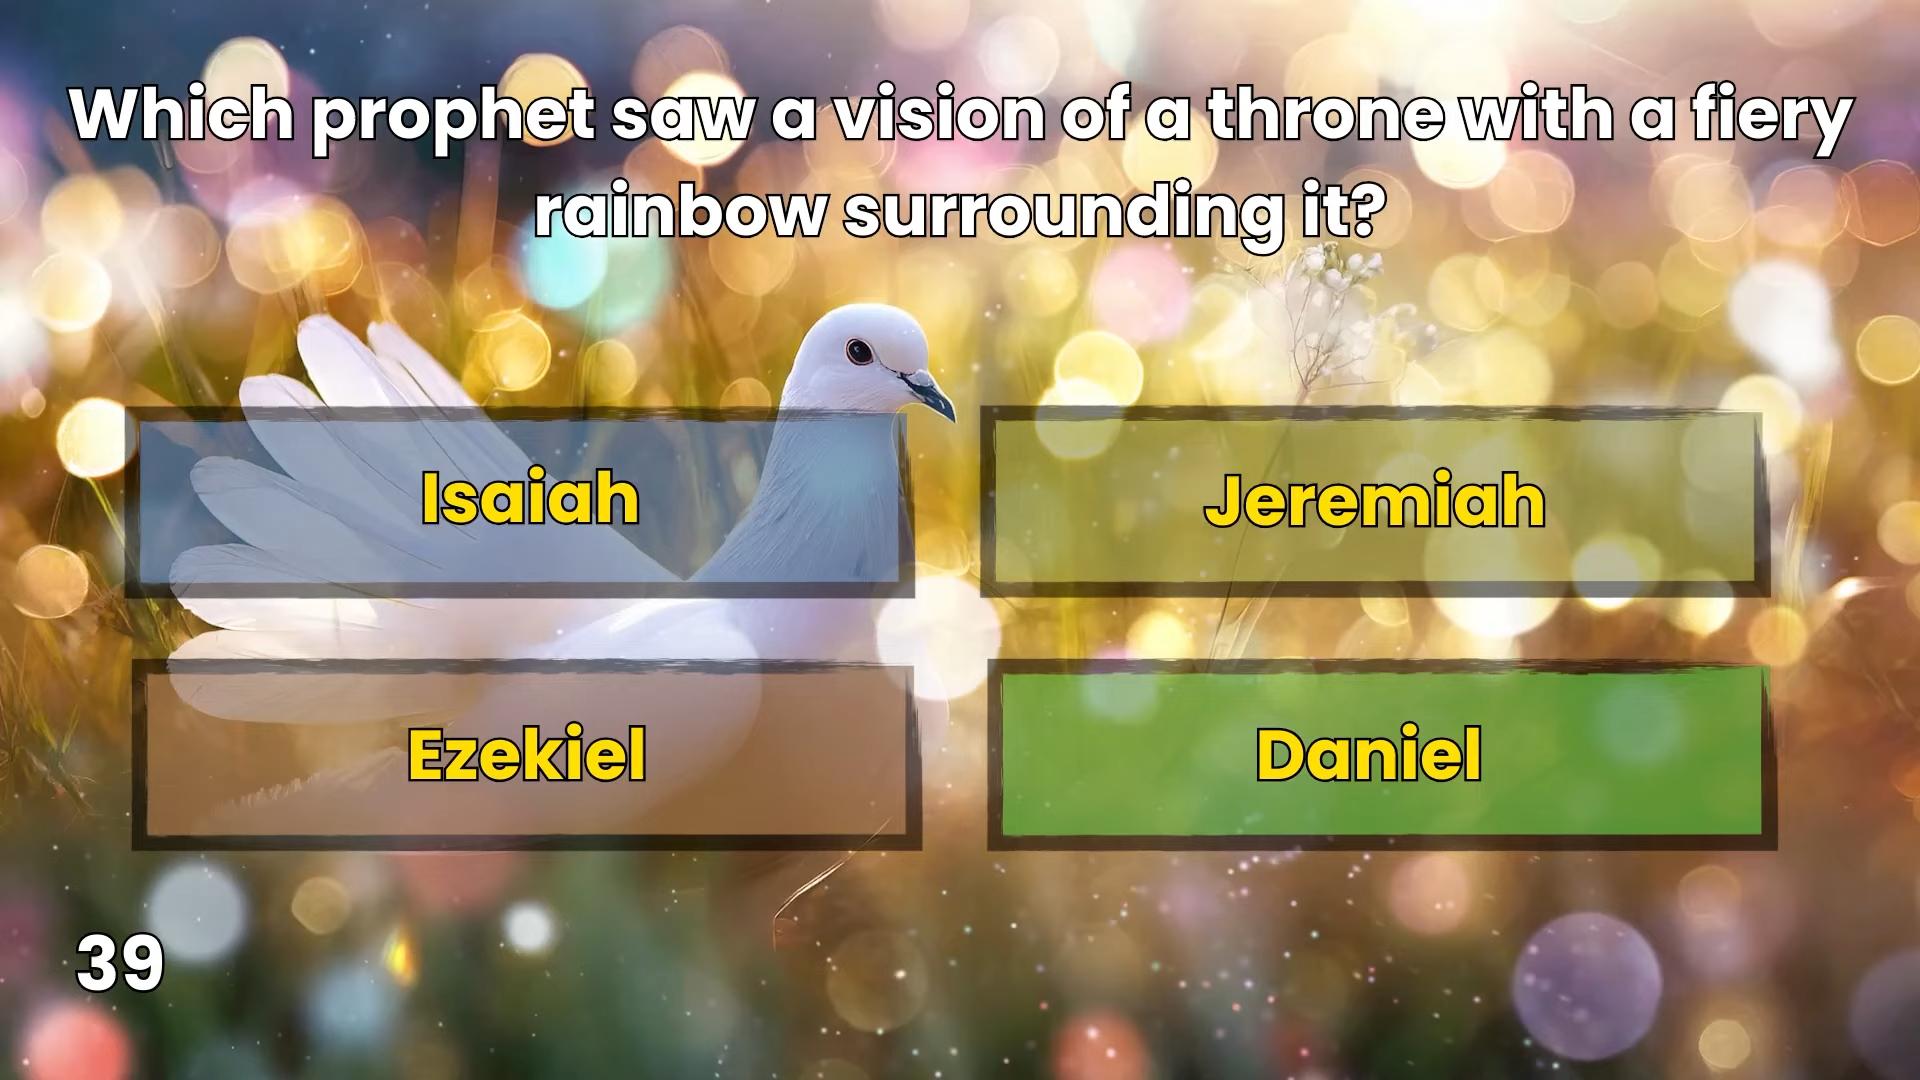 Which prophet saw a vision of a throne with a fiery
rainbow surrounding it?
Isaiah
Jeremiah
Ezekiel
Daniel
39